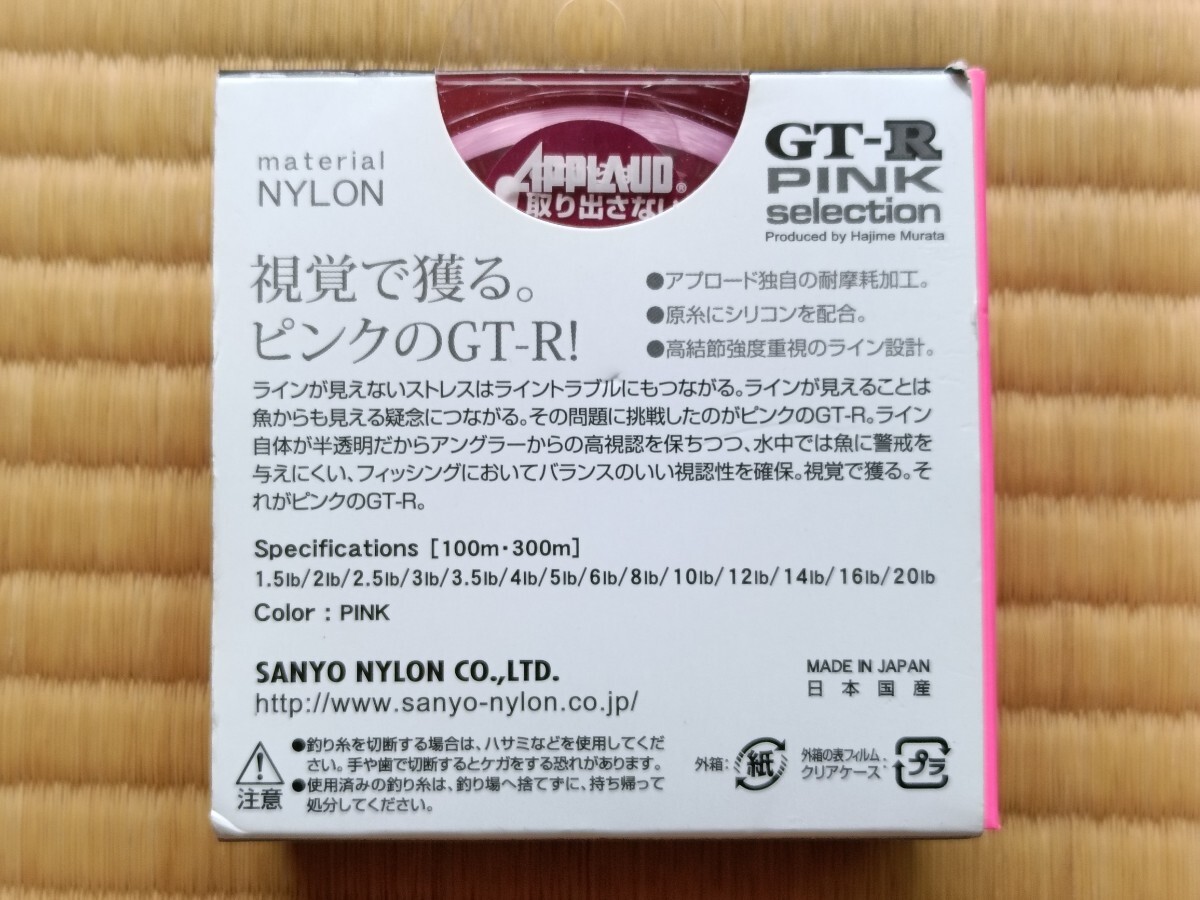 material
NYLON
APPLAUD®
取り出さない
GT-R
PINK
selection
Produced by Hajime Murata
視覚で獲る。
ピンクのGT-R!
●アプロード独自の耐摩耗加工。
●原糸にシリコンを配合。
●高結節強度重視のライン設計。
ラインが見えないストレスはライントラブルにもつながる。ラインが見えることは
魚からも見える疑念につながる。その問題に挑戦したのがピンクのGT-R。ライン
自体が半透明だからアングラーからの高視認を保ちつつ、水中では魚に警戒を
与えにくい、フィッシングにおいてバランスのいい視認性を確保。視覚で獲る。そ
れがピンクのGT-R。
Specifications [100m・300m]
1.5lb/2lb/2.5lb/3lb/3.5lb/4lb/5lb/6lb/8lb/10lb/12lb/14lb/16lb/20lb
Color : PINK
SANYO NYLON CO.,LTD.
http://www.sanyo-nylon.co.jp/
MADE IN JAPAN
日本国産
注意
●釣り糸を切断する場合は、ハサミなどを使用してくだ
さい。手や歯で切断するとケガをする恐れがあります。
●使用済みの釣り糸は、釣り場へ捨てずに、持ち帰って
処分してください。
外箱:
紙
外箱の表フィルム
クリアケース:
プラ